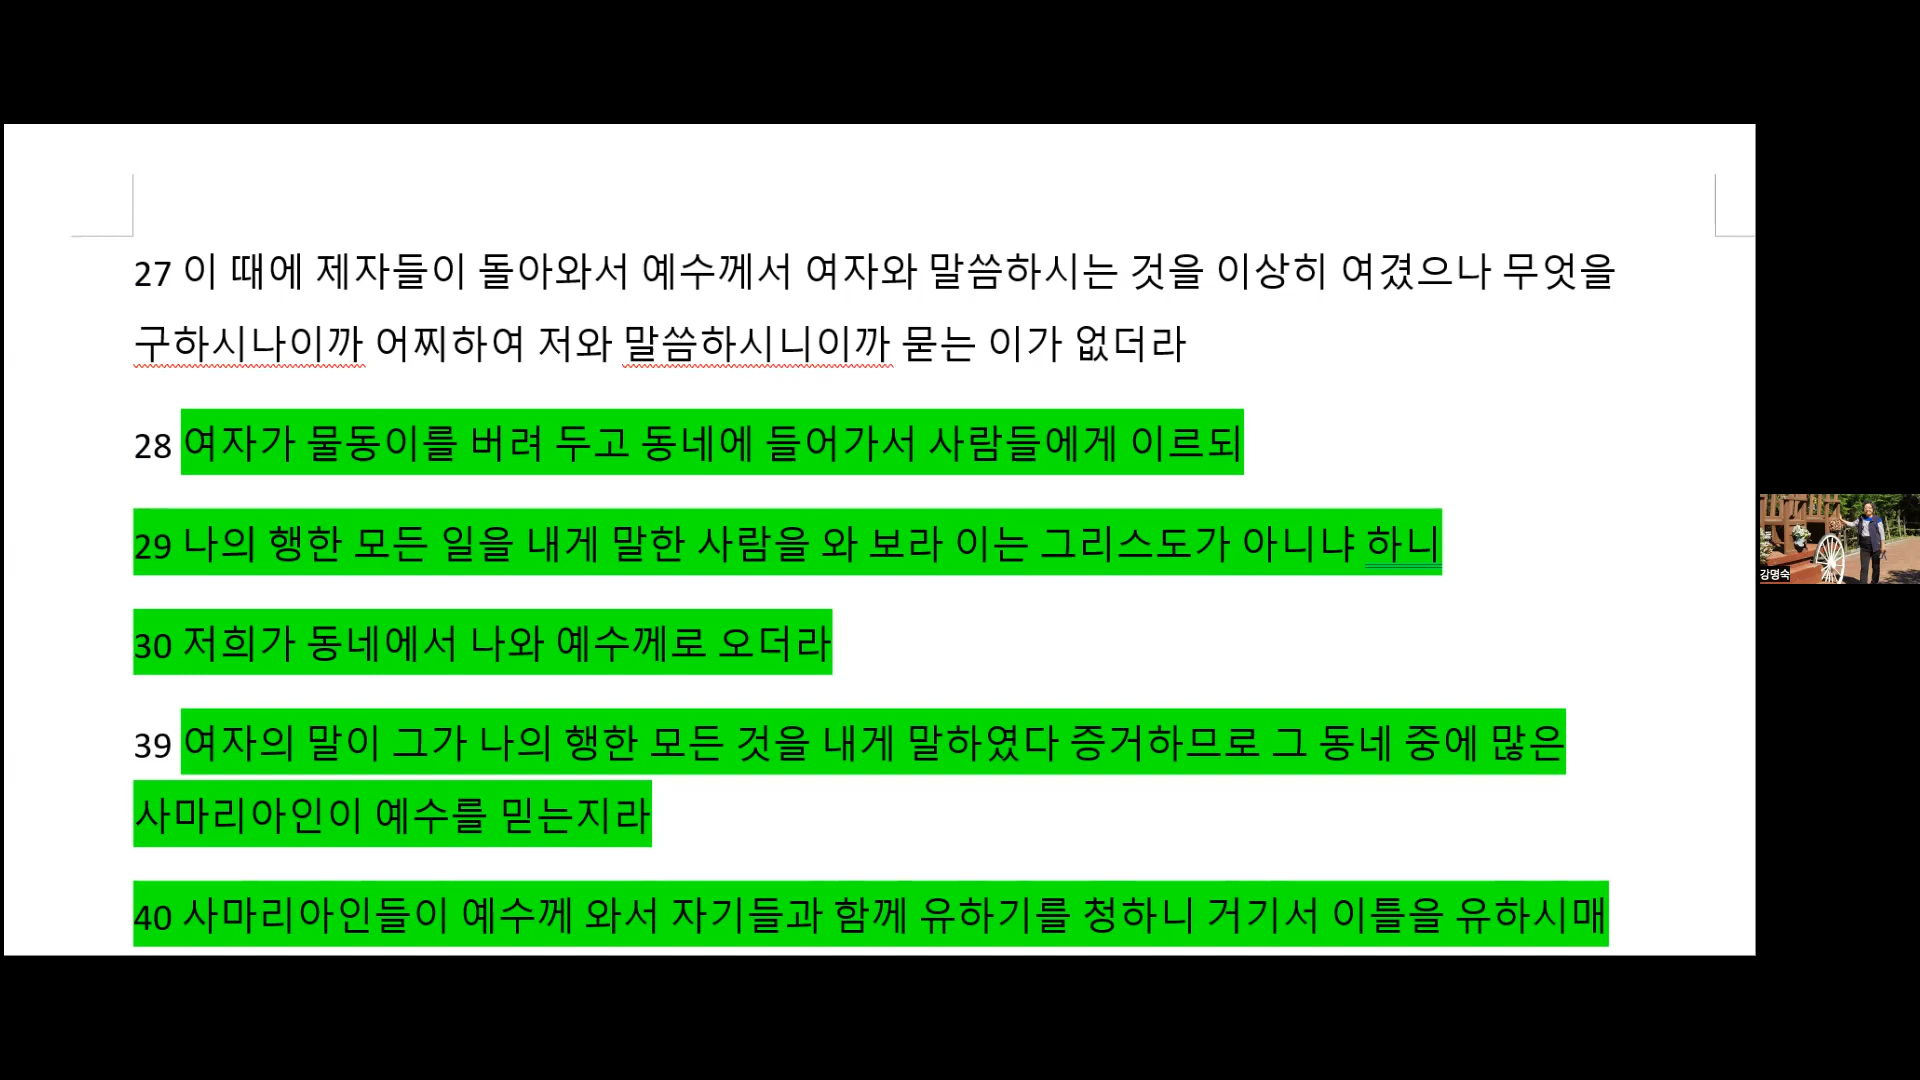 27 이 때에 제자들이 돌아와서 예수께서 여자와 말씀하시는 것을 이상히 여겼으나 무엇을
구하시나이까 어찌하여 저와 말씀하시니이까 묻는 이가 없더라
28 여자가 물동이를 버려 두고 동네에 들어가서 사람들에게 이르되
29 나의 행한 모든 일을 내게 말한 사람을 와 보라 이는 그리스도가 아니냐 하니
30 저희가 동네에서 나와 예수께로 오더라
39 여자의 말이 그가 나의 행한 모든 것을 내게 말하였다 증거하므로 그 동네 중에 많은
사마리아인이 예수를 믿는지라
40 사마리아인들이 예수께 와서 자기들과 함께 유하기를 청하니 거기서 이틀을 유하시매
강명숙